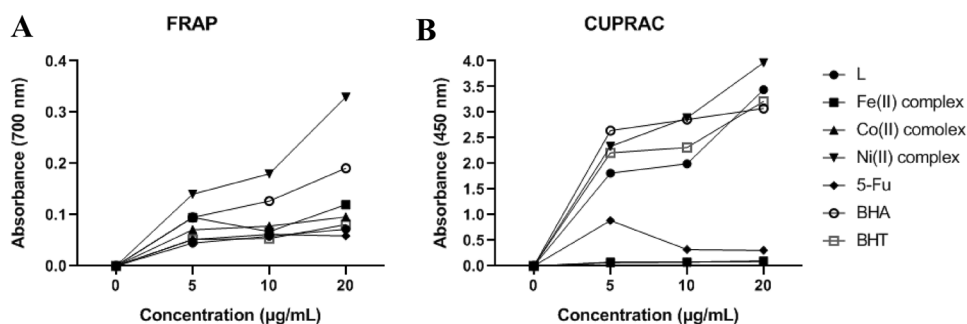 A
FRAP
Absorbance (700 nm)
0.4
0.3
0.2
0.1
0.0
0 5 10 20
Concentration (µg/mL)
B
CUPRAC
Absorbance (450 nm)
4.0
3.5
3.0
2.5
2.0
1.5
1.0
0.5
0.0
0 5 10 20
Concentration (µg/mL)
L
Fe(II) complex
Co(II) comolex
Ni(II) complex
5-Fu
BHA
BHT